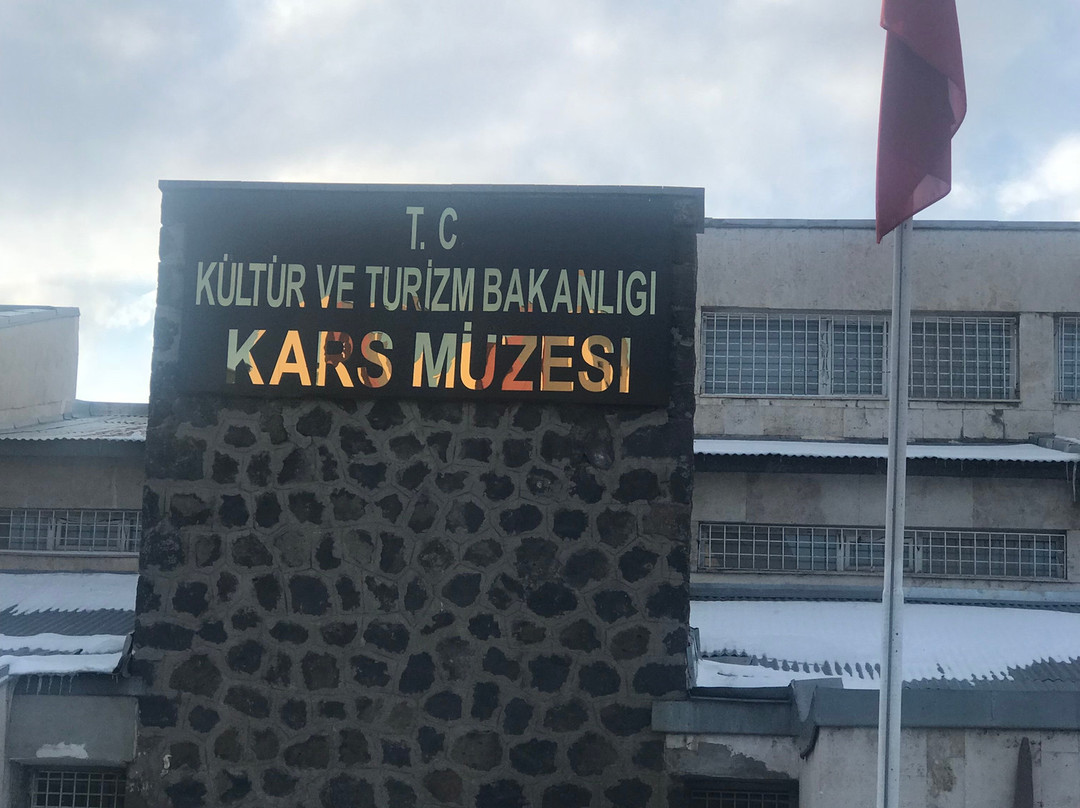 T. C
KÜLTÜR VE TURİZM BAKANLIGI
KARS MÜZESI